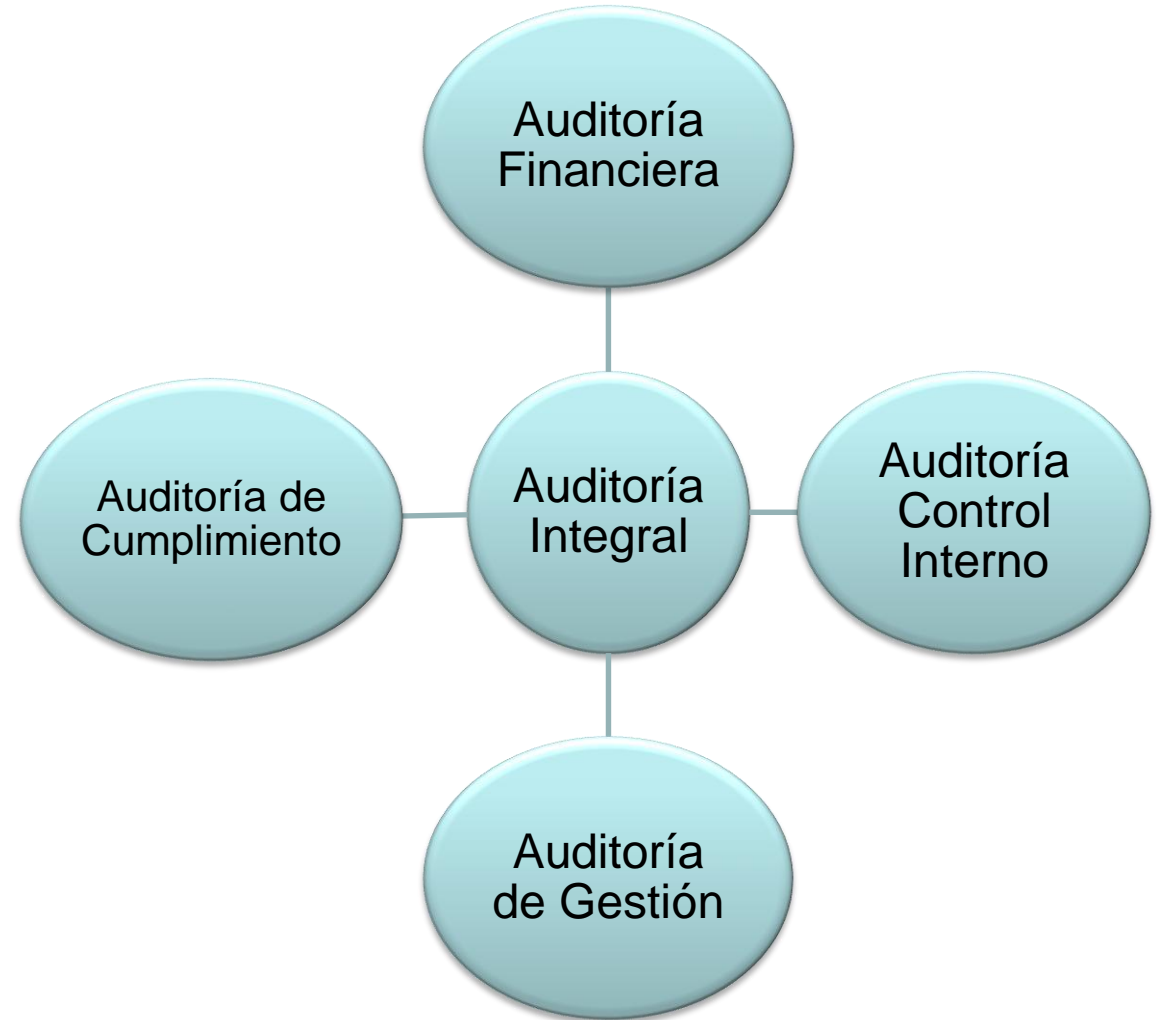 Auditoría
Financiera
Auditoría de
Cumplimiento
Auditoría
Integral
Auditoría
Control
Interno
Auditoría
de Gestión